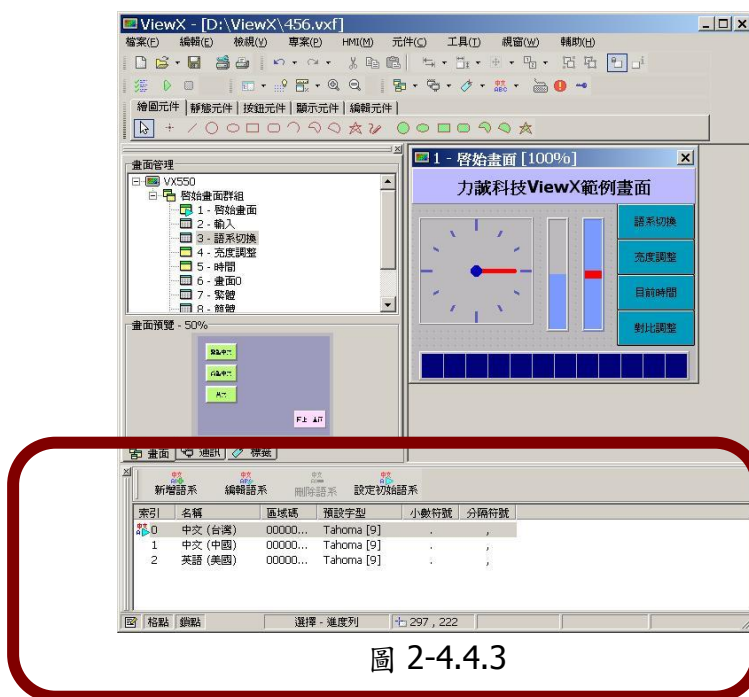 ViewX - [D:\ViewX\456.vxf]
檔案(F) 編輯(E) 檢視(V) 專案(P) HMI(M) 元件(C) 工具(T) 視窗(W) 輔助(H)
繪圖元件 靜態元件 按鈕元件 顯示元件 編輯元件
畫面管理
VX550
啓始畫面群組
1 - 啓始畫面
2 - 輸入
3 - 語系切換
4 - 亮度調整
5 - 時間
6 - 畫面0
7 - 繁體
8 - 簡體
畫面預覽 - 50%
畫面 通訊 標籤
1 - 啓始畫面 [100%]
力誠科技ViewX範例畫面
語系切換
亮度調整
目前時間
對比調整
新增語系 編輯語系 刪除語系 設定初始語系
索引 名稱 區域碼 預設字型 小數符號 分隔符號
0 中文 (台灣) 00000... Tahoma [9] . ,
1 中文 (中國) 00000... Tahoma [9] . ,
2 英語 (美國) 00000... Tahoma [9] . ,
格點 鎖點 選擇 - 進度列 297 , 222
圖 2-4.4.3